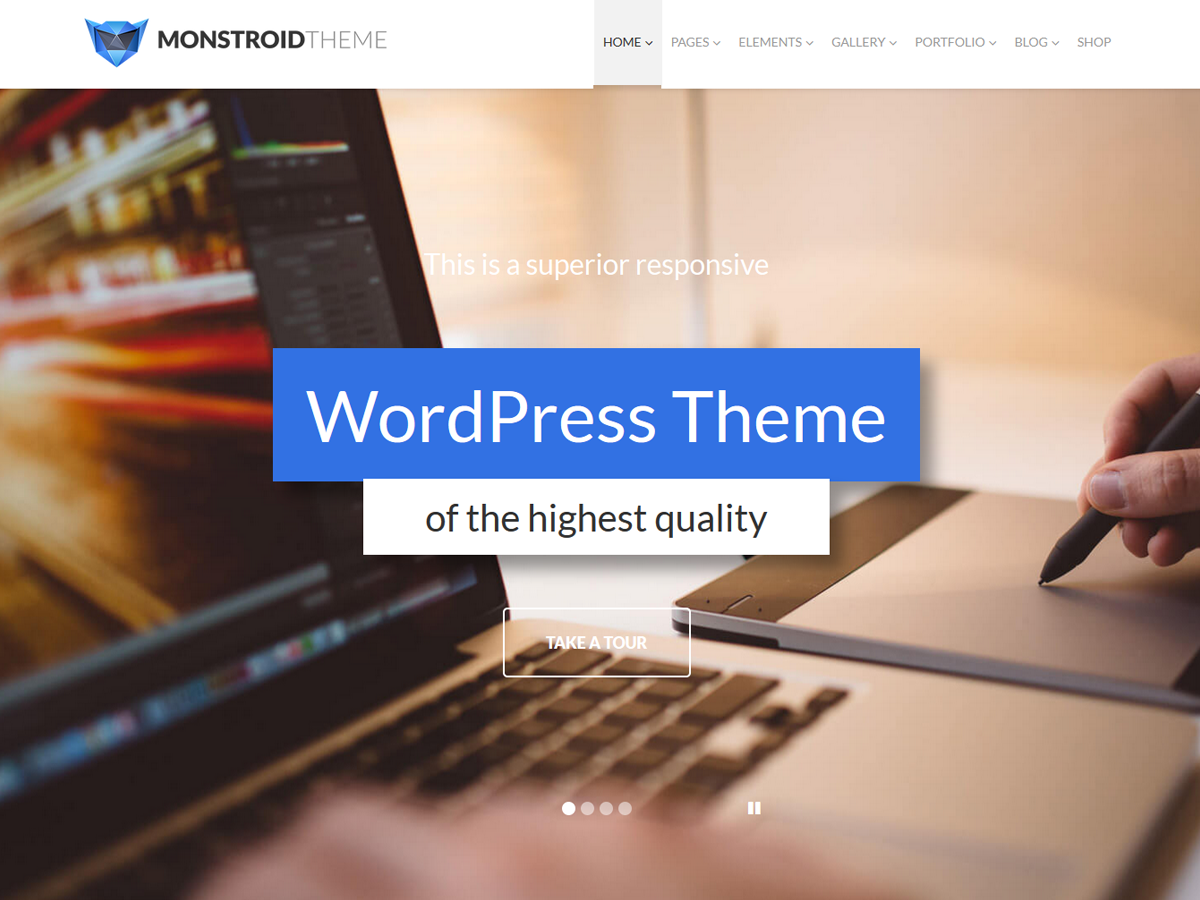 MONSTROIDTHEME
HOME PAGES ELEMENTS GALLERY PORTFOLIO BLOG SHOP
This is a superior responsive
WordPress Theme
of the highest quality
TAKE A TOUR